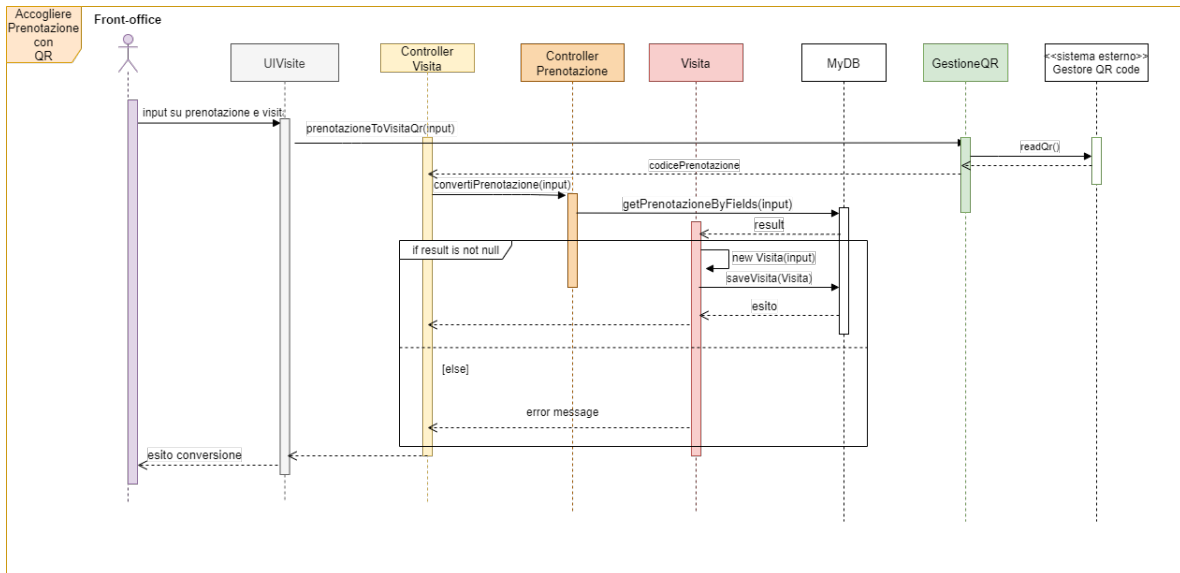 Accogliere
Prenotazione
con
QR
Front-office
UIVisite
Controller
Visita
Controller
Prenotazione
Visita
MyDB
GestioneQR
<<sistema esterno>>
Gestore QR code
input su prenotazione e visit
prenotazioneToVisitaQr(input)
readQr()
codicePrenotazione
convertiPrenotazione(input)
getPrenotazioneByFields(input)
result
if result is not null
new Visita(input)
saveVisita(Visita)
esito
[else]
error message
esito conversione